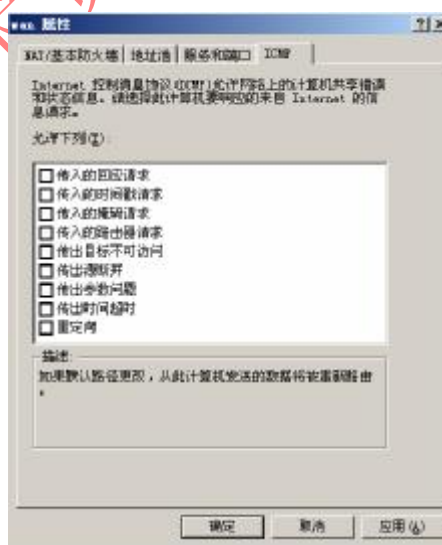 wan 属性
NAT/基本防火墙
地址池
服务和端口
ICMP
Internet 控制消息协议(ICMP)允许网络上的计算机共享错误
和状态信息。请选择此计算机要响应的来自 Internet 的信
息请求。
允许下列(I):
传入的回应请求
传入的时间戳请求
传入的掩码请求
传入的路由器请求
传出目标不可访问
传出源断开
传出参数问题
传出时间超时
重定向
描述:
如果默认路径更改，从此计算机发送的数据将被重新路由
。
确定
取消
应用(A)